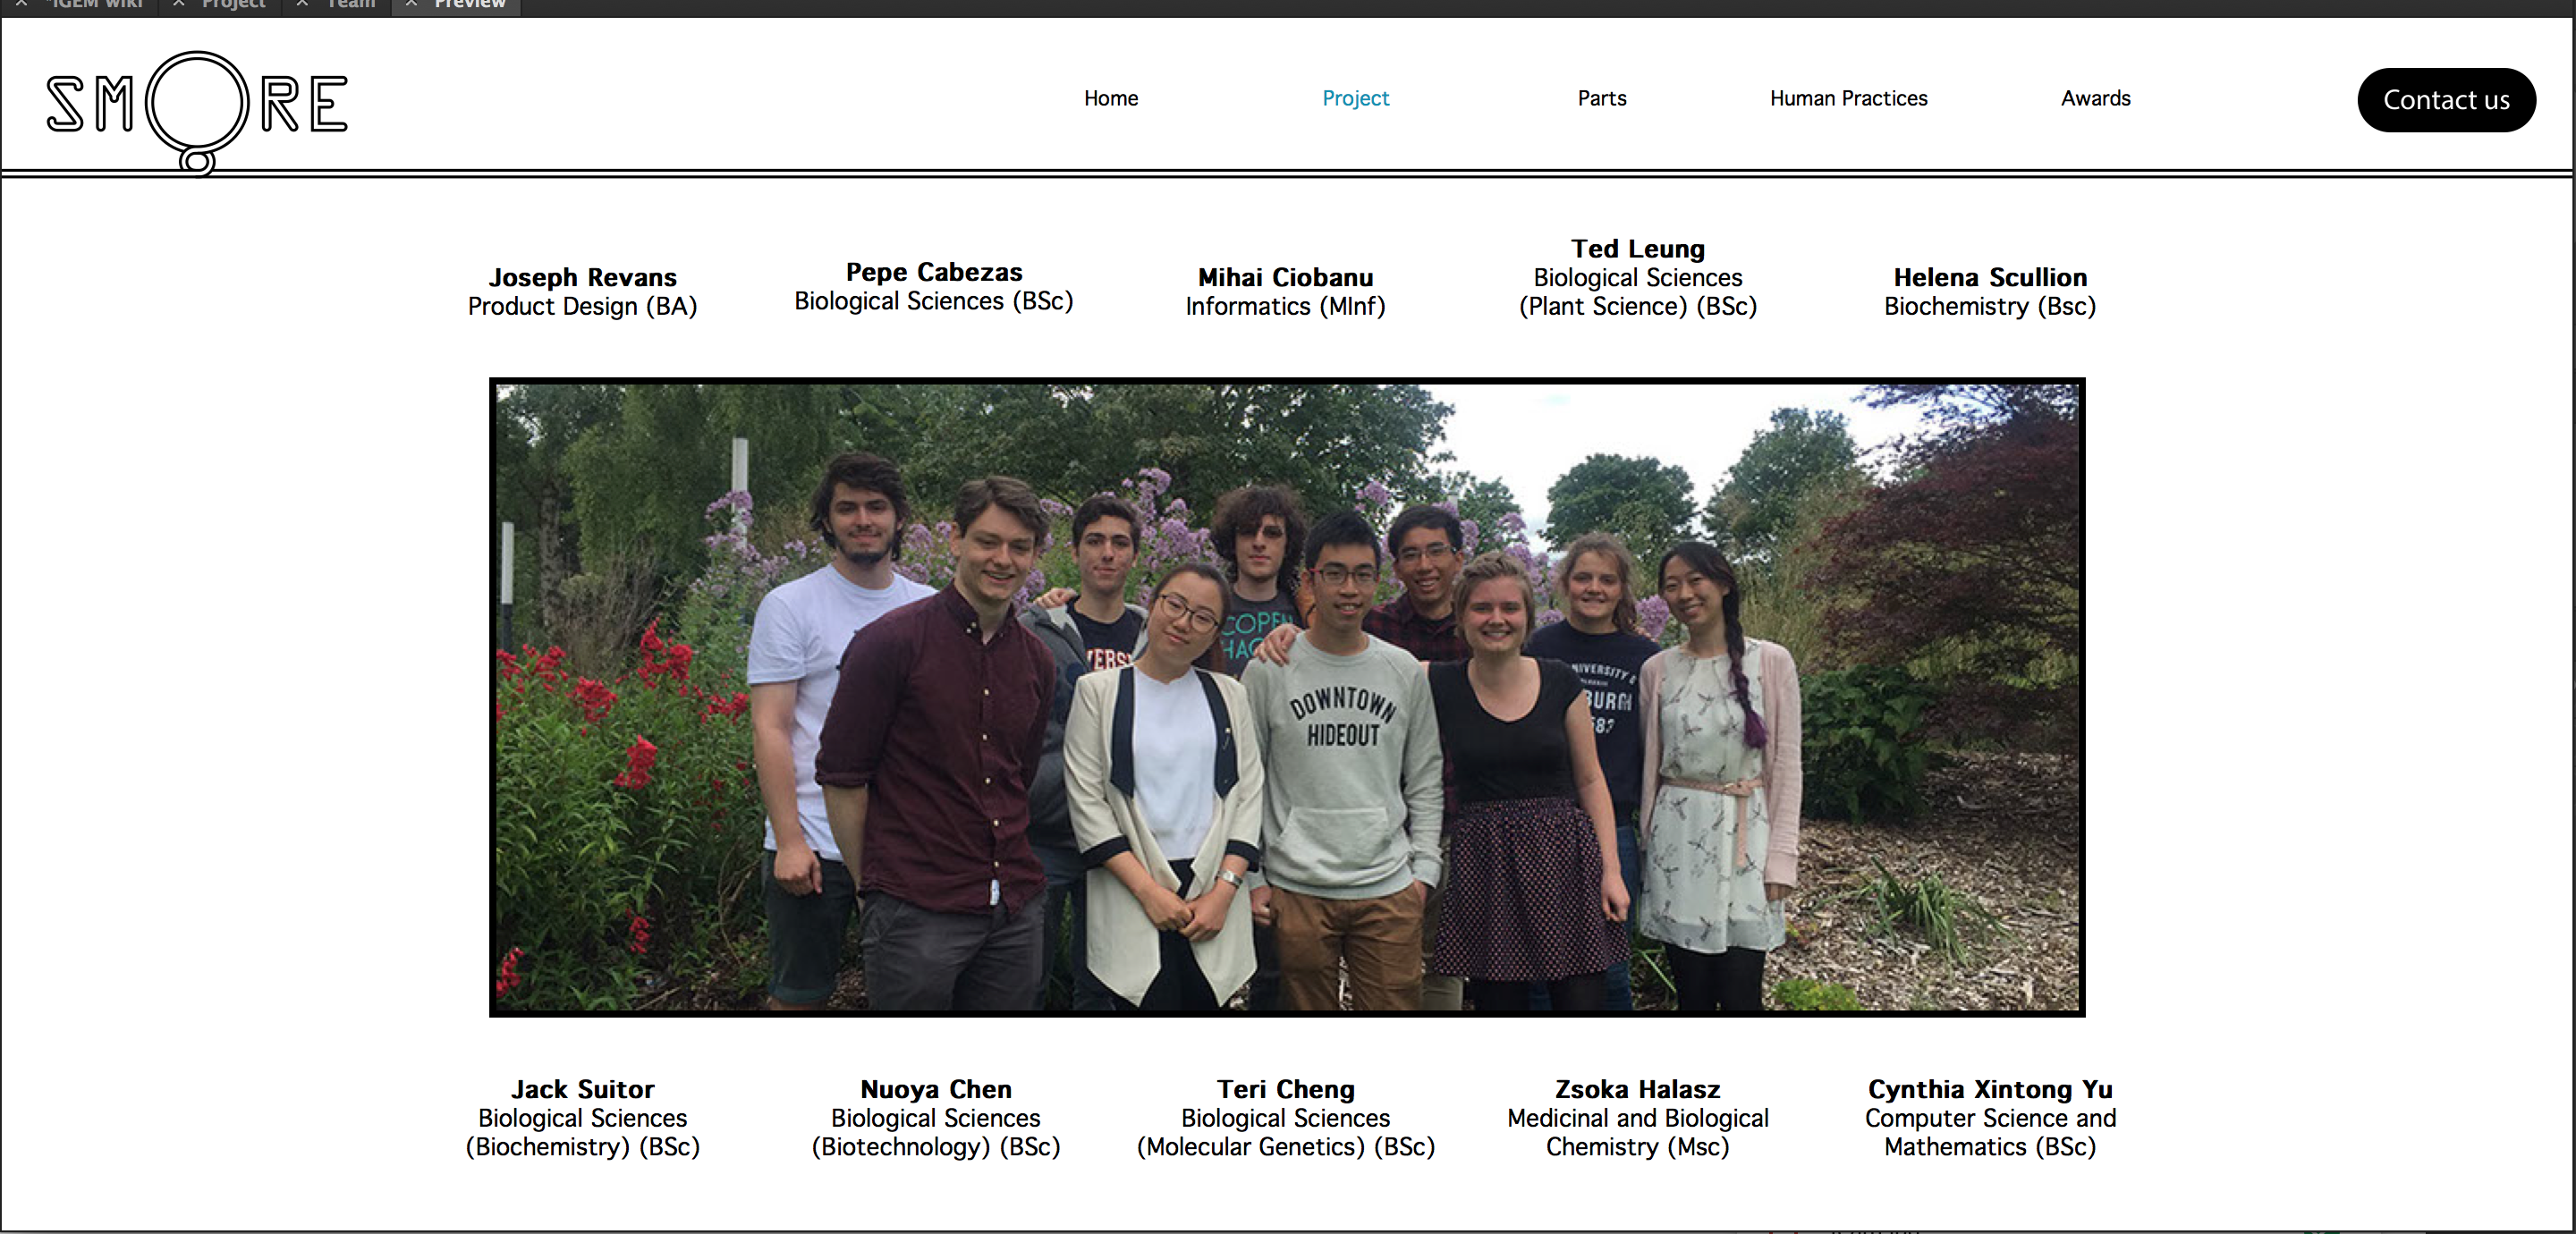 *iGEM wiki Project Team Preview
SMORE
Home Project Parts Human Practices Awards Contact us
Joseph Revans
Product Design (BA)
Pepe Cabezas
Biological Sciences (BSc)
Mihai Ciobanu
Informatics (MInf)
Ted Leung
Biological Sciences
(Plant Science) (BSc)
Helena Scullion
Biochemistry (Bsc)
COPEN
HAG
VERSI
DOWNTOWN
HIDEOUT
NIVERSITY O
BURGH
583
Jack Suitor
Biological Sciences
(Biochemistry) (BSc)
Nuoya Chen
Biological Sciences
(Biotechnology) (BSc)
Teri Cheng
Biological Sciences
(Molecular Genetics) (BSc)
Zsoka Halasz
Medicinal and Biological
Chemistry (Msc)
Cynthia Xintong Yu
Computer Science and
Mathematics (BSc)